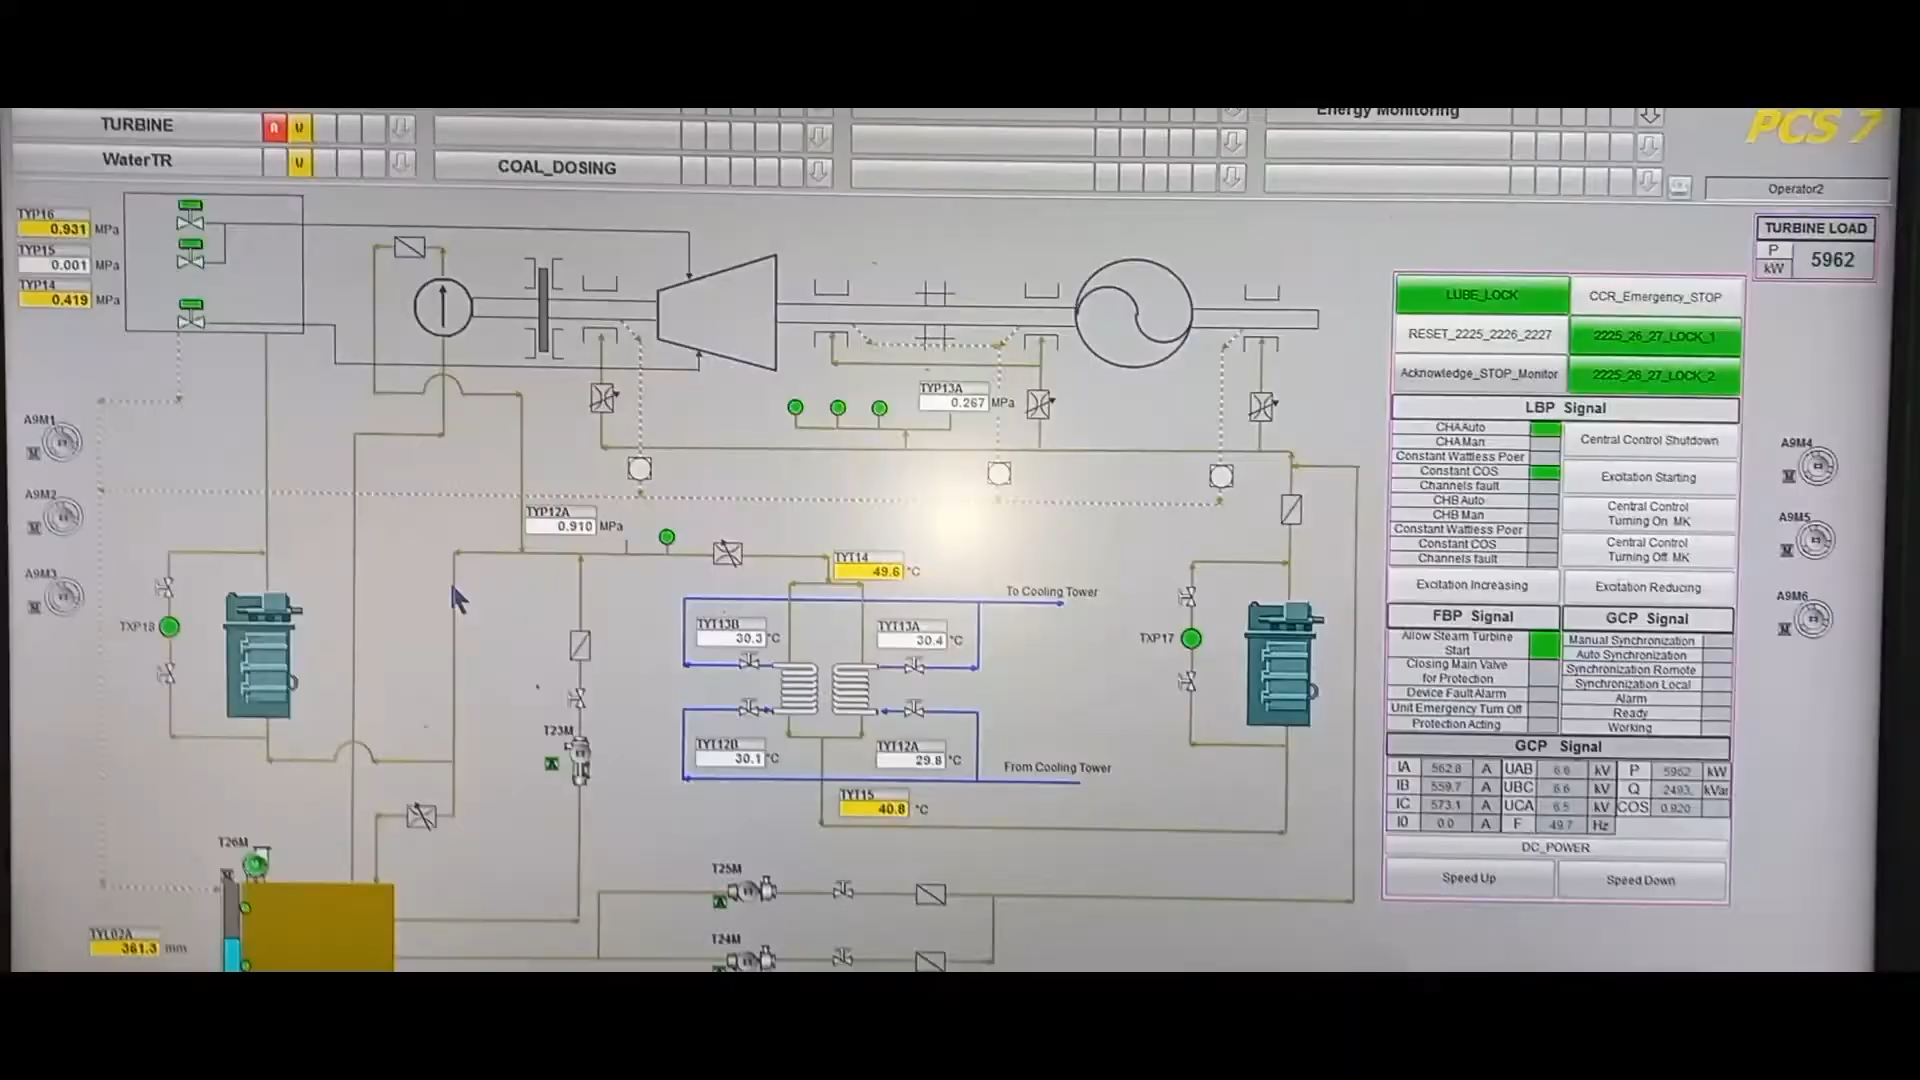 Energy Monitoring
TURBINE
WaterTR
COAL_DOSING
PCS 7
Operator2
TURBINE LOAD
P
kW
5962
TYP16
0.931 MPa
TYP15
0.001 MPa
TYP14
0.419 MPa
LUBE_LOCK
CCR_Emergency_STOP
RESET_2225_2226_2227
2225_26_27_LOCK_1
Acknowledge_STOP_Monitor
2225_26_27_LOCK_2
LBP Signal
CHAAuto
CHA Man
Constant Wattless Poer
Constant COS
Channels fault
CHB Auto
CHB Man
Constant Wattless Poer
Constant COS
Channels fault
Central Control Shutdown
Excitation Starting
Central Control
Turning On MK
Central Control
Turning Off MK
Excitation Increasing
Excitation Reducing
FBP Signal
GCP Signal
Allow Steam Turbine
Start
Closing Main Valve
for Protection
Device Fault Alarm
Unit Emergency Turn Off
Protection Acting
Manual Synchronization
Auto Synchronization
Synchronization Remote
Synchronization Local
Alarm
Ready
Working
GCP Signal
IA 562.8 A UAB 6.6 kV P 5962 kW
IB 559.7 A UBC 6.6 kV Q 2493. kVar
IC 573.1 A UCA 6.5 kV COS 0.920
I0 0.0 A F 49.7 Hz
DC_POWER
Speed Up
Speed Down
A9M1
M
A9M2
M
A9M3
M
A9M4
M
A9M5
M
A9M6
M
TYP13A
0.267 MPa
TYP12A
0.910 MPa
TYT14
49.6 °C
To Cooling Tower
TYT13B
30.3 °C
TYT13A
30.4 °C
TXP18
TXP17
T23M
A
TYT12B
30.1 °C
TYT12A
29.8 °C
From Cooling Tower
TYT15
40.8 °C
T26M
M
T25M
A
T24M
TYL02A
361.3 mm